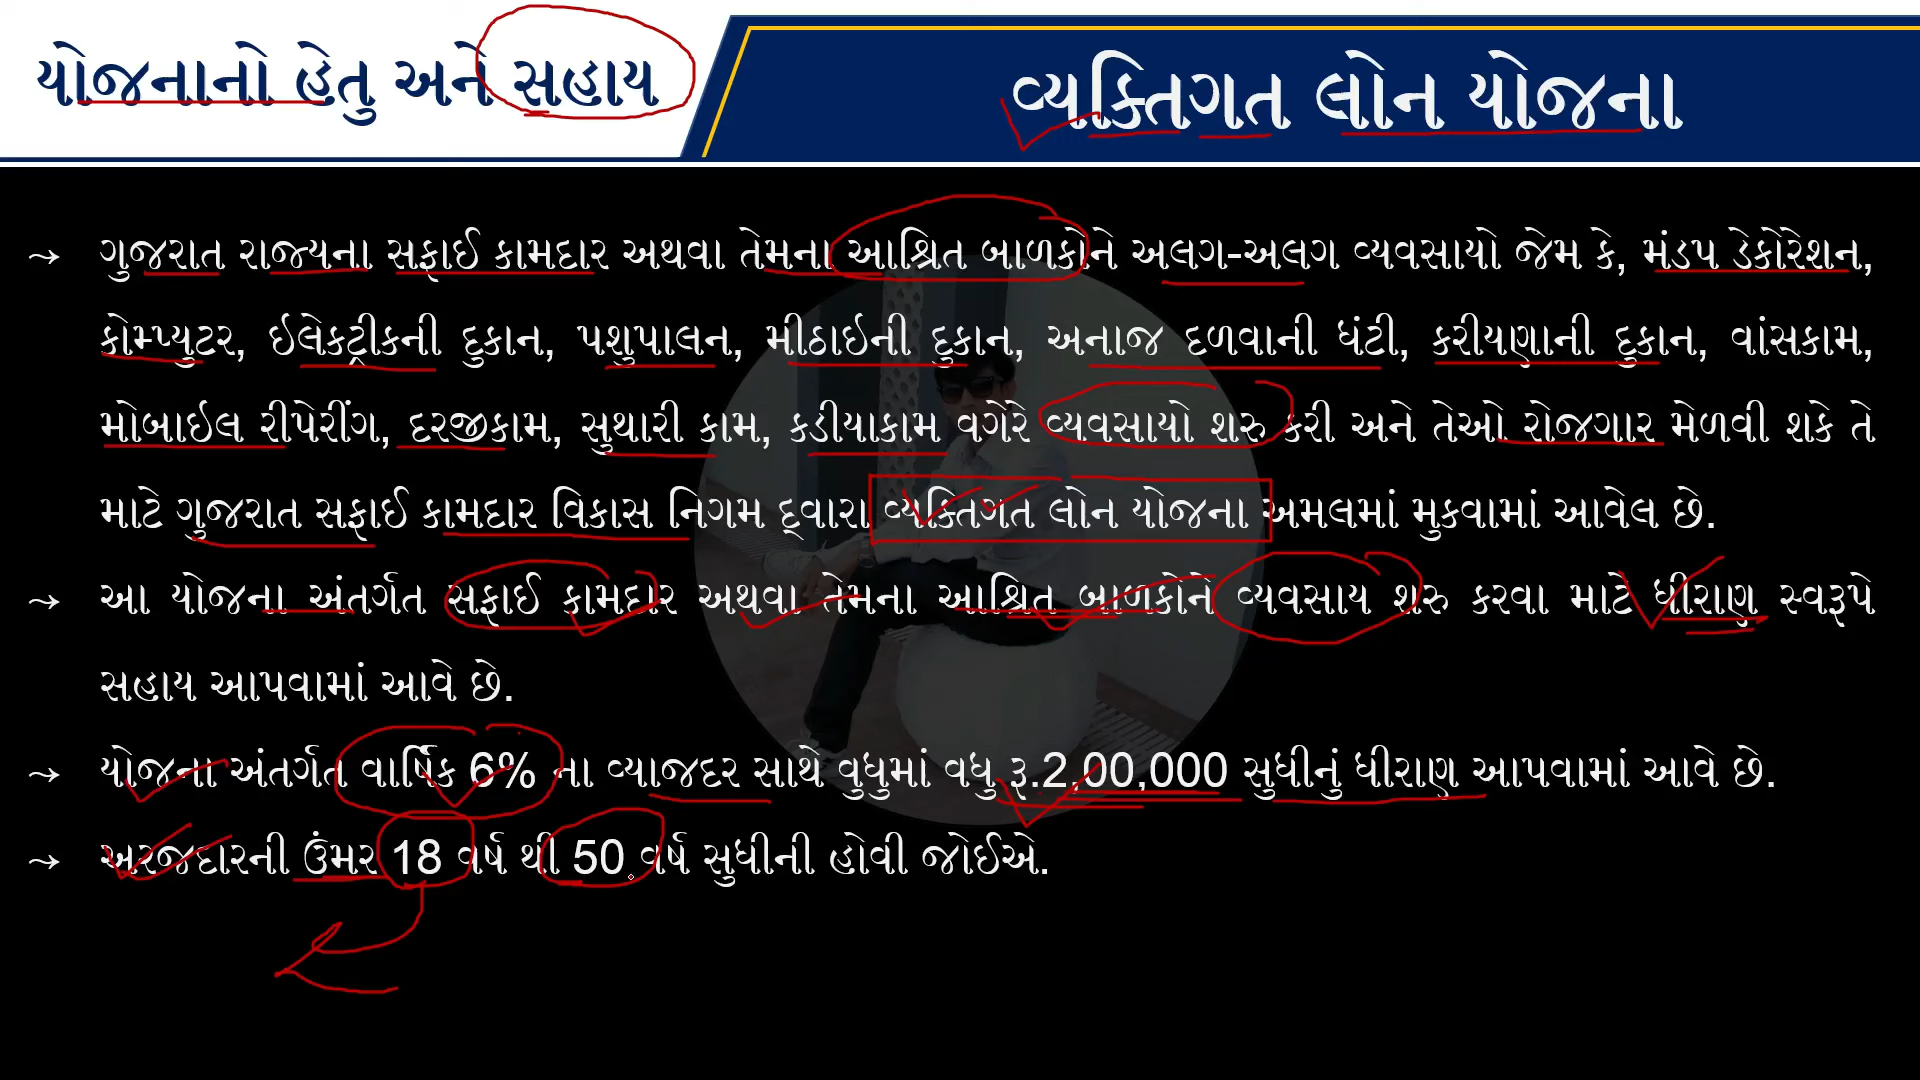 યોજનાનો હેતુ અને સહાય
વ્યક્તિગત લોન યોજના
→ ગુજરાત રાજ્યના સફાઈ કામદાર અથવા તેમના આશ્રિત બાળકોને અલગ-અલગ વ્યવસાયો જેમ કે, મંડપ ડેકોરેશન,
કોમ્પ્યુટર, ઈલેકટ્રીકની દુકાન, પશુપાલન, મીઠાઇની દુકાન, અનાજ દળવાની ઘંટી, કરીયણાની દુકાન, વાંસકામ,
મોબાઇલ રીપેરીંગ, દરજીકામ, સુથારી કામ, કડીયાકામ વગેરે વ્યવસાયો શરુ કરી અને તેઓ રોજગાર મેળવી શકે તે
માટે ગુજરાત સફાઈ કામદાર વિકાસ નિગમ દ્વારા વ્યક્તિગત લોન યોજના અમલમાં મુકવામાં આવેલ છે.
→ આ યોજના અંતર્ગત સફાઈ કામદાર અથવા તેમના આશ્રિત બાળકોને વ્યવસાય શરુ કરવા માટે ધીરાણ સ્વરૂપે
સહાય આપવામાં આવે છે.
→ યોજના અંતર્ગત વાર્ષિક 6% ના વ્યાજદર સાથે વુધુમાં વધુ રૂ.2,00,000 સુધીનું ધીરાણ આપવામાં આવે છે.
→ અરજદારની ઉંમર 18 વર્ષ થી 50 વર્ષ સુધીની હોવી જોઈએ.